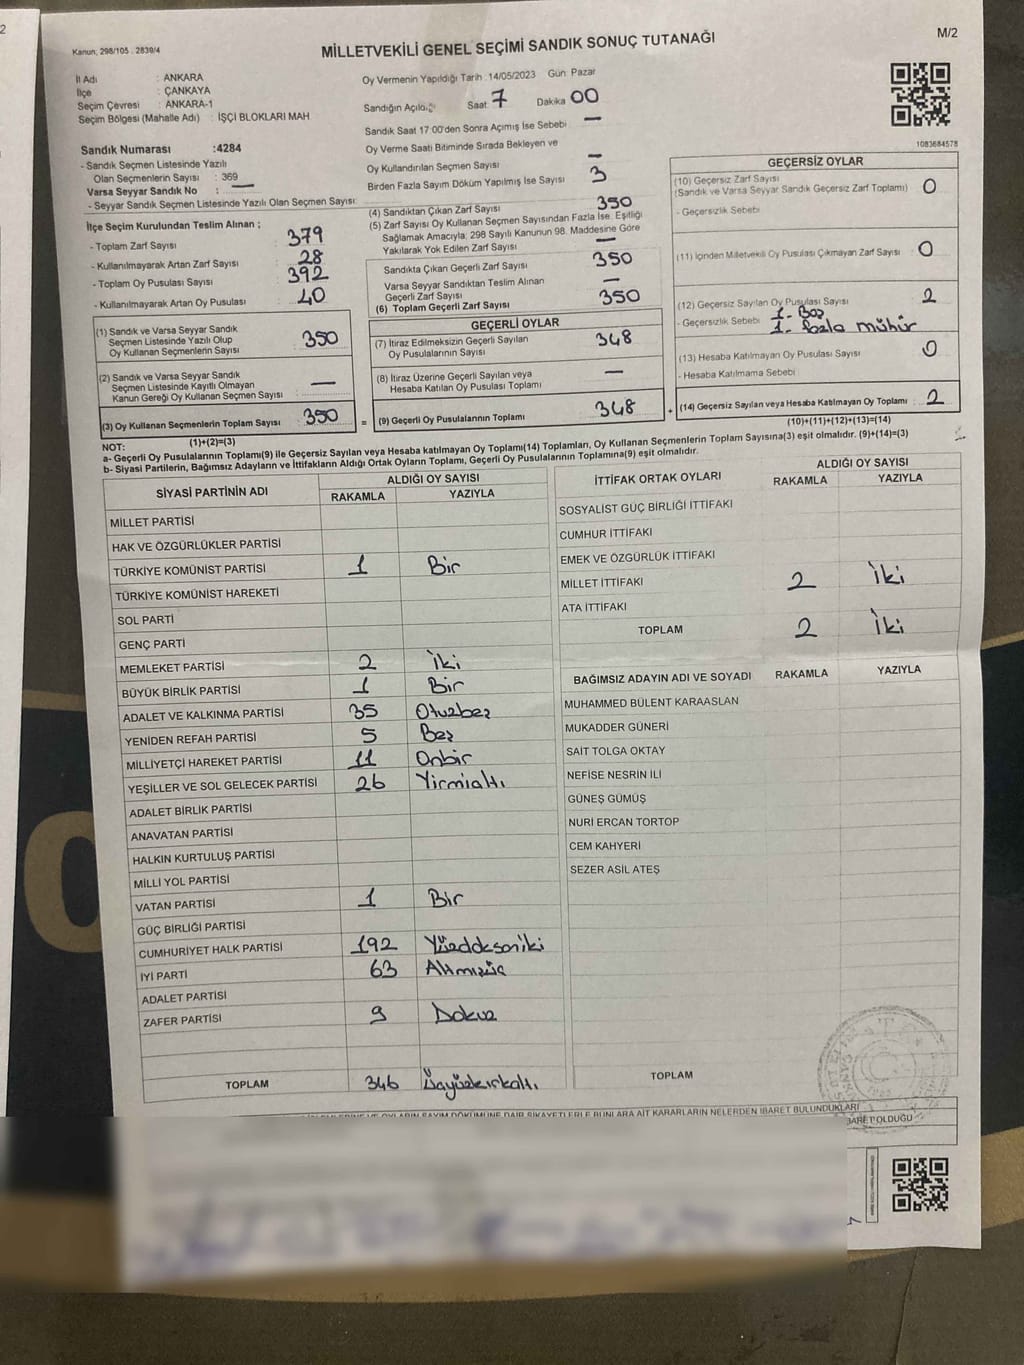 2
Kanun; 298/105 . 2839/4
MİLLETVEKİLİ GENEL SEÇİMİ SANDIK SONUÇ TUTANAĞI
M/2
İl Adı : ANKARA
İlçe : ÇANKAYA
Seçim Çevresi : ANKARA-1
Seçim Bölgesi (Mahalle Adı) : İŞÇİ BLOKLARI MAH
Sandık Numarası :4284
- Sandık Seçmen Listesinde Yazılı
Olan Seçmenlerin Sayısı : 369
Varsa Seyyar Sandık No : —
- Seyyar Sandık Seçmen Listesinde Yazılı Olan Seçmen Sayısı:
İlçe Seçim Kurulundan Teslim Alınan ;
- Toplam Zarf Sayısı 379
- Kullanılmayarak Artan Zarf Sayısı 28
- Toplam Oy Pusulası Sayısı 392
- Kullanılmayarak Artan Oy Pusulası 40
(1) Sandık ve Varsa Seyyar Sandık
Seçmen Listesinde Yazılı Olup
Oy Kullanan Seçmenlerin Sayısı 350
(2) Sandık ve Varsa Seyyar Sandık
Seçmen Listesinde Kayıtlı Olmayan
Kanun Gereği Oy Kullanan Seçmen Sayısı —
(3) Oy Kullanan Seçmenlerin Toplam Sayısı 350
(1)+(2)=(3)
Oy Vermenin Yapıldığı Tarih :14/05/2023 Gün Pazar
Sandığın Açıldığı Saat 7 Dakika 00
Sandık Saat 17:00'den Sonra Açımış İse Sebebi —
Oy Verme Saati Bitiminde Sırada Bekleyen ve
Oy Kullandırılan Seçmen Sayısı —
Birden Fazla Sayım Döküm Yapılmış İse Sayısı 3
(4) Sandıktan Çıkan Zarf Sayısı 350
(5) Zarf Sayısı Oy Kullanan Seçmen Sayısından Fazla İse, Eşitliği
Sağlamak Amacıyla; 298 Sayılı Kanunun 98. Maddesine Göre
Yakılarak Yok Edilen Zarf Sayısı —
Sandıkta Çıkan Geçerli Zarf Sayısı 350
Varsa Seyyar Sandıktan Teslim Alınan
Geçerli Zarf Sayısı —
(6) Toplam Geçerli Zarf Sayısı 350
GEÇERLİ OYLAR
(7) İtiraz Edilmeksizin Geçerli Sayılan
Oy Pusulalarının Sayısı 348
(8) İtiraz Üzerine Geçerli Sayılan veya
Hesaba Katılan Oy Pusulası Toplamı —
= (9) Geçerli Oy Pusulalarının Toplamı 348
1083684578
GEÇERSİZ OYLAR
(10) Geçersiz Zarf Sayısı
(Sandık ve Varsa Seyyar Sandık Geçersiz Zarf Toplamı) 0
- Geçersizlik Sebebi
(11) İçinden Milletvekili Oy Pusulası Çıkmayan Zarf Sayısı 0
(12) Geçersiz Sayılan Oy Pusulası Sayısı 2
- Geçersizlik Sebebi 1- Boş
1- fazla mühür
(13) Hesaba Katılmayan Oy Pusulası Sayısı 0
- Hesaba Katılmama Sebebi
+ (14) Geçersiz Sayılan veya Hesaba Katılmayan Oy Toplamı 2
(10)+(11)+(12)+(13)=(14)
NOT:
a- Geçerli Oy Pusulalarının Toplamı(9) ile Geçersiz Sayılan veya Hesaba katılmayan Oy Toplamı(14) Toplamları, Oy Kullanan Seçmenlerin Toplam Sayısına(3) eşit olmalıdır. (9)+(14)=(3)
b- Siyasi Partilerin, Bağımsız Adayların ve İttifakların Aldığı Ortak Oyların Toplamı, Geçerli Oy Pusulalarının Toplamına(9) eşit olmalıdır.
SİYASİ PARTİNİN ADI ALDIĞI OY SAYISI
RAKAMLA YAZIYLA
MİLLET PARTİSİ
HAK VE ÖZGÜRLÜKLER PARTİSİ
TÜRKİYE KOMÜNİST PARTİSİ 1 Bir
TÜRKİYE KOMÜNİST HAREKETİ
SOL PARTİ
GENÇ PARTİ
MEMLEKET PARTİSİ 2 İki
BÜYÜK BİRLİK PARTİSİ 1 Bir
ADALET VE KALKINMA PARTİSİ 35 Otuzbeş
YENİDEN REFAH PARTİSİ 5 Beş
MİLLİYETÇİ HAREKET PARTİSİ 11 Onbir
YEŞİLLER VE SOL GELECEK PARTİSİ 26 Yirmialtı
ADALET BİRLİK PARTİSİ
ANAVATAN PARTİSİ
HALKIN KURTULUŞ PARTİSİ
MİLLİ YOL PARTİSİ
VATAN PARTİSİ 1 Bir
GÜÇ BİRLİĞİ PARTİSİ
CUMHURİYET HALK PARTİSİ 192 Yüzdoksaniki
İYİ PARTİ 63 Altmışüç
ADALET PARTİSİ
ZAFER PARTİSİ 9 Dokuz
TOPLAM 346 Üçyüzkırkaltı
İTTİFAK ORTAK OYLARI ALDIĞI OY SAYISI
RAKAMLA YAZIYLA
SOSYALİST GÜÇ BİRLİĞİ İTTİFAKI
CUMHUR İTTİFAKI
EMEK VE ÖZGÜRLÜK İTTİFAKI
MİLLET İTTİFAKI 2 İki
ATA İTTİFAKI
TOPLAM 2 İki
BAĞIMSIZ ADAYIN ADI VE SOYADI RAKAMLA YAZIYLA
MUHAMMED BÜLENT KARAASLAN
MUKADDER GÜNERİ
SAİT TOLGA OKTAY
NEFİSE NESRİN İLİ
GÜNEŞ GÜMÜŞ
NURİ ERCAN TORTOP
CEM KAHYERİ
SEZER ASİL ATEŞ
TOPLAM
OYLARIN SAYIM DÖKÜMÜNE DAİR ŞİKAYETLERLE BUNLARA AİT KARARLARIN NELERDEN İBARET BULUNDUKLARI